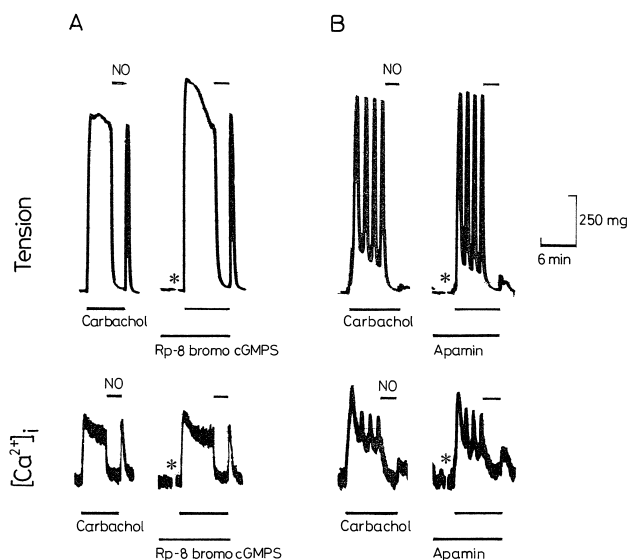 A
B
NO
NO
Tension
*
*
250 mg
6 min
Carbachol
Carbachol
Rp-8 bromo cGMPS
Apamin
NO
NO
[Ca²⁺]i
*
*
Carbachol
Carbachol
Rp-8 bromo cGMPS
Apamin